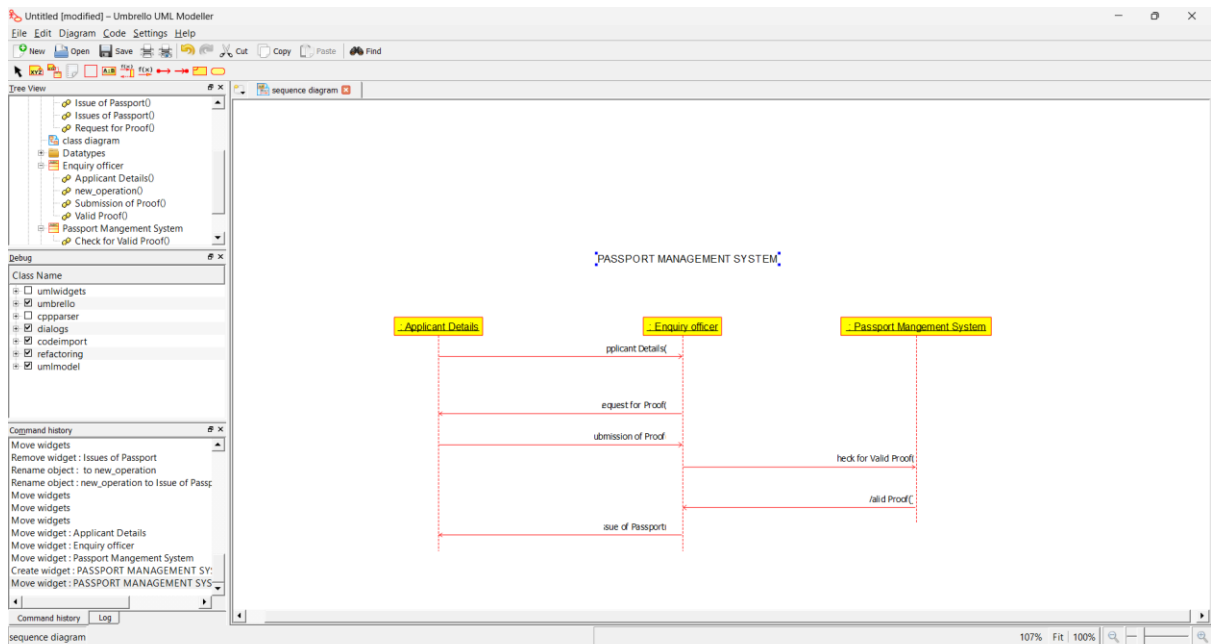 Untitled [modified] – Umbrello UML Modeller
File Edit Diagram Code Settings Help
New Open Save Cut Copy Paste Find
Tree View
Issue of Passport()
Issues of Passport()
Request for Proof()
class diagram
Datatypes
Enquiry officer
Applicant Details()
new_operation()
Submission of Proof()
Valid Proof()
Passport Mangement System
Check for Valid Proof()
Debug
Class Name
umlwidgets
umbrello
cppparser
dialogs
codeimport
refactoring
umlmodel
Command history
Move widgets
Remove widget : Issues of Passport
Rename object : to new_operation
Rename object : new_operation to Issue of Passp
Move widgets
Move widgets
Move widgets
Move widget : Applicant Details
Move widget : Enquiry officer
Move widget : Passport Mangement System
Create widget : PASSPORT MANAGEMENT SY
Move widget : PASSPORT MANAGEMENT SYS
Command history Log
sequence diagram
sequence diagram
PASSPORT MANAGEMENT SYSTEM
: Applicant Details : Enquiry officer : Passport Mangement System
pplicant Details(
equest for Proof(
ubmission of Proof
heck for Valid Proof(
alid Proof(
sue of Passport
107% Fit 100%